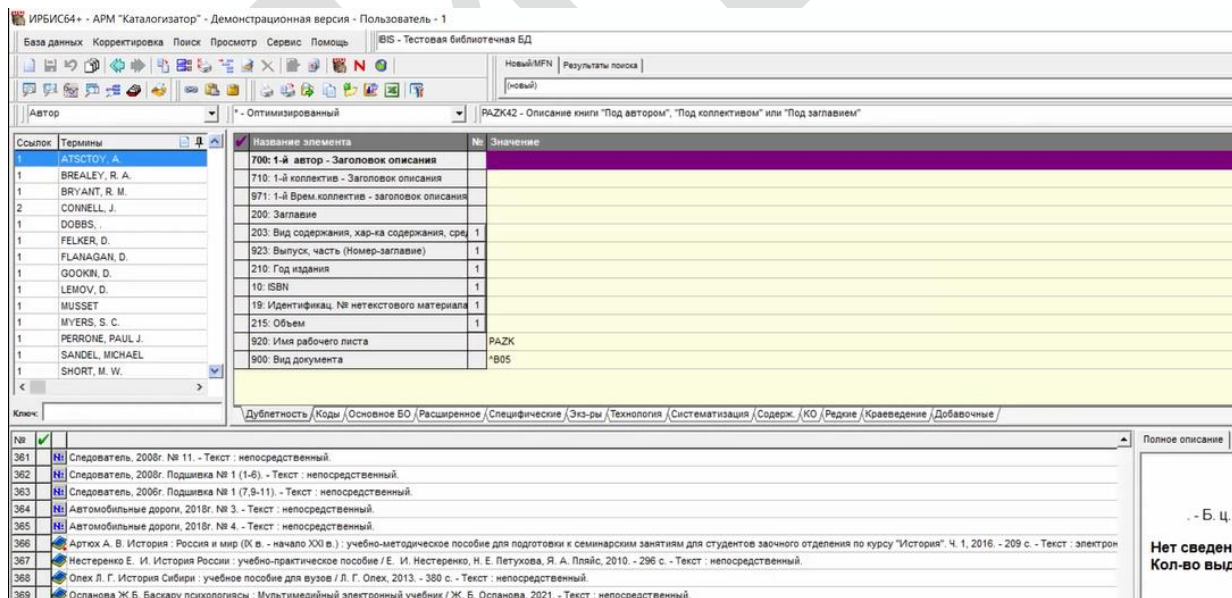 ИРБИС64+ - АРМ "Каталогизатор" - Демонстрационная версия - Пользователь - 1
База данных Корректировка Поиск Просмотр Сервис Помощь IBIS - Тестовая библиотечная БД
Новый/MFN Результаты поиска
(новый)
Автор * - Оптимизированный PAZK42 - Описание книги "Под автором", "Под коллективом" или "Под заглавием"
Ссылок Термины
1 ATSCTOY, A.
1 BREALEY, R. A.
1 BRYANT, R. M.
2 CONNELL, J.
1 DOBBS, .
1 FELKER, D.
1 FLANAGAN, D.
1 GOOKIN, D.
1 LEMOV, D.
1 MUSSET
1 MYERS, S. C.
1 PERRONE, PAUL J.
1 SANDEL, MICHAEL
1 SHORT, M. W.
Ключ:
Название элемента № Значение
700: 1-й автор - Заголовок описания
710: 1-й коллектив - Заголовок описания
971: 1-й Врем.коллектив - заголовок описания
200: Заглавие
203: Вид содержания, хар-ка содержания, сре 1
923: Выпуск, часть (Номер-заглавие) 1
210: Год издания 1
10: ISBN 1
19: Идентификац. № нетекстового материала 1
215: Объем 1
920: Имя рабочего листа PAZK
900: Вид документа ^B05
Дублетность Коды Основное БО Расширенное Специфические Экз-ры Технология Систематизация Содерж. КО Редкие Краеведение Добавочные
№
361 Следователь, 2008г. № 11. - Текст : непосредственный.
362 Следователь, 2008г. Подшивка № 1 (1-6). - Текст : непосредственный.
363 Следователь, 2006г. Подшивка № 1 (7,9-11). - Текст : непосредственный.
364 Автомобильные дороги, 2018г. № 3. - Текст : непосредственный.
365 Автомобильные дороги, 2018г. № 4. - Текст : непосредственный.
366 Артюх А. В. История : Россия и мир (IX в. - начало XXI в.) : учебно-методическое пособие для подготовки к семинарским занятиям для студентов заочного отделения по курсу "История". Ч. 1, 2016. - 209 с. - Текст : электрон
367 Нестеренко Е. И. История России : учебно-практическое пособие / Е. И. Нестеренко, Н. Е. Петухова, Я. А. Пляйс, 2010. - 296 с. - Текст : непосредственный.
368 Олех Л. Г. История Сибири : учебное пособие для вузов / Л. Г. Олех, 2013. - 380 с. - Текст : непосредственный.
369 Оспанова Ж.Б. Баскару психологиясы : Мультимедийный электронный учебник / Ж. Б. Оспанова, 2021. - Текст : непосредственный.
Полное описание
. - Б. ц.
Нет сведен
Кол-во выд